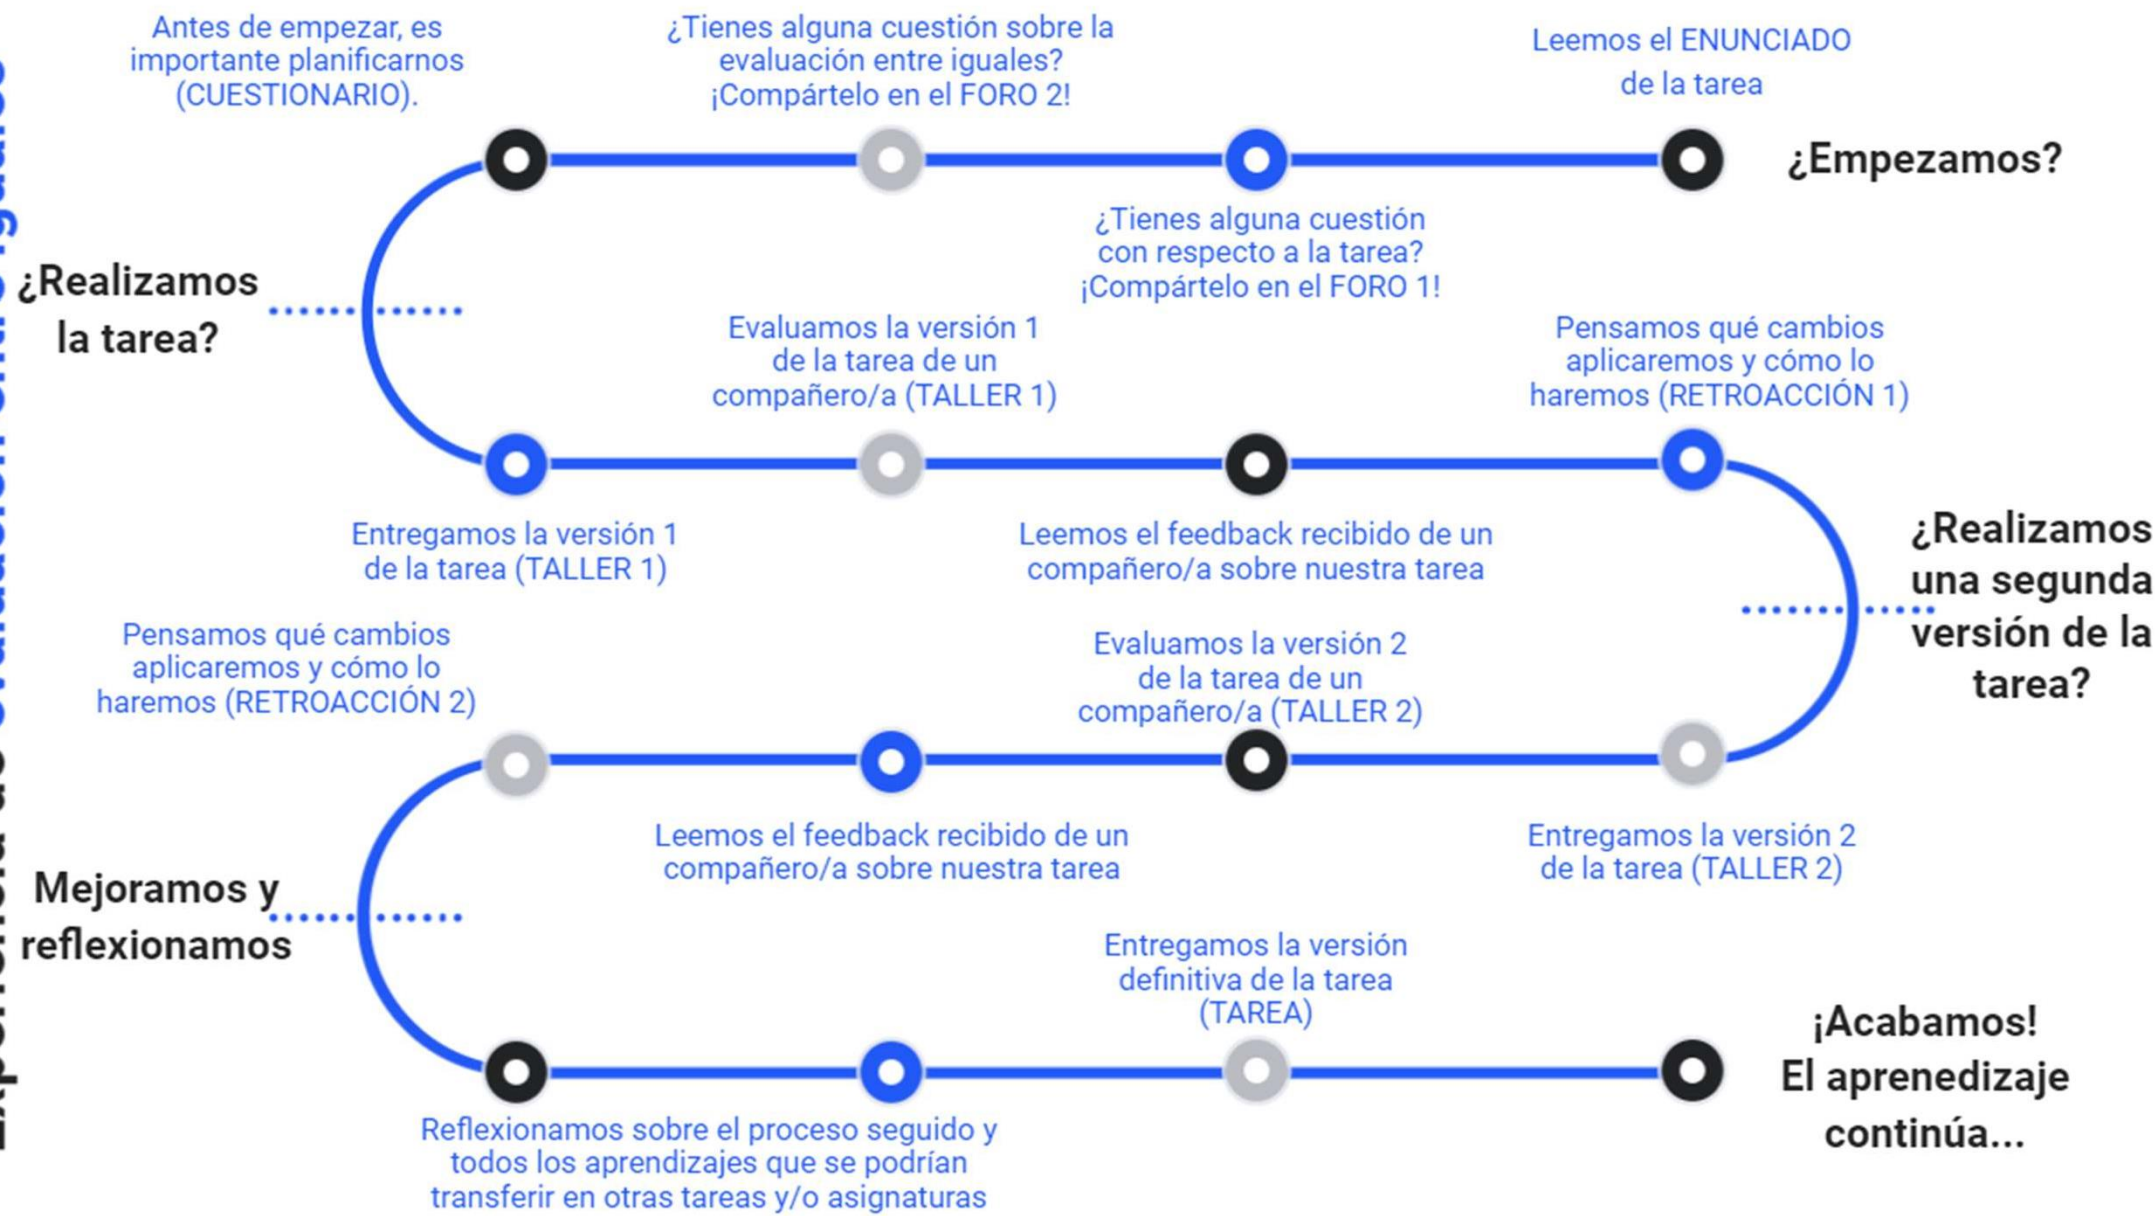 Antes de empezar, es
importante planificarnos
(CUESTIONARIO).
¿Tienes alguna cuestión sobre la
evaluación entre iguales?
¡Compártelo en el FORO 2!
Leemos el ENUNCIADO
de la tarea
¿Empezamos?
¿Tienes alguna cuestión
con respecto a la tarea?
¡Compártelo en el FORO 1!
¿Realizamos
la tarea?
Evaluamos la versión 1
de la tarea de un
compañero/a (TALLER 1)
Pensamos qué cambios
aplicaremos y cómo lo
haremos (RETROACCIÓN 1)
Entregamos la versión 1
de la tarea (TALLER 1)
Leemos el feedback recibido de un
compañero/a sobre nuestra tarea
¿Realizamos
una segunda
versión de la
tarea?
Pensamos qué cambios
aplicaremos y cómo lo
haremos (RETROACCIÓN 2)
Evaluamos la versión 2
de la tarea de un
compañero/a (TALLER 2)
Leemos el feedback recibido de un
compañero/a sobre nuestra tarea
Entregamos la versión 2
de la tarea (TALLER 2)
Mejoramos y
reflexionamos
Entregamos la versión
definitiva de la tarea
(TAREA)
¡Acabamos!
El aprenedizaje
continúa...
Reflexionamos sobre el proceso seguido y
todos los aprendizajes que se podrían
transferir en otras tareas y/o asignaturas